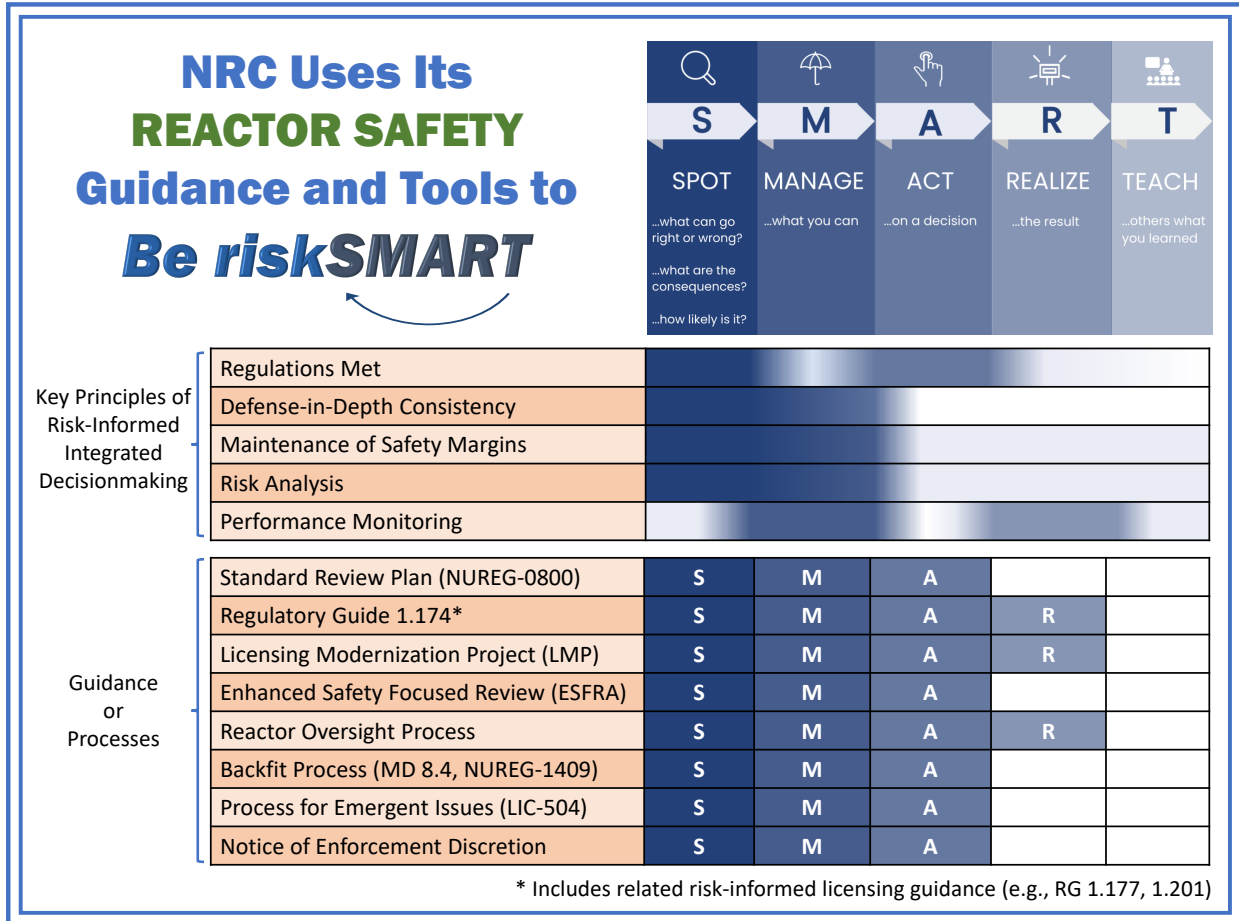 NRC Uses Its
REACTOR SAFETY
Guidance and Tools to
Be riskSMART
S M A R T
SPOT MANAGE ACT REALIZE TEACH
...what can go
right or wrong?
...what are the
consequences?
...how likely is it?
...what you can
...on a decision
...the result
...others what
you learned
Key Principles of
Risk-Informed
Integrated
Decisionmaking
Regulations Met
Defense-in-Depth Consistency
Maintenance of Safety Margins
Risk Analysis
Performance Monitoring
Guidance
or
Processes
Standard Review Plan (NUREG-0800) S M A
Regulatory Guide 1.174* S M A R
Licensing Modernization Project (LMP) S M A R
Enhanced Safety Focused Review (ESFRA) S M A
Reactor Oversight Process S M A R
Backfit Process (MD 8.4, NUREG-1409) S M A
Process for Emergent Issues (LIC-504) S M A
Notice of Enforcement Discretion S M A
* Includes related risk-informed licensing guidance (e.g., RG 1.177, 1.201)